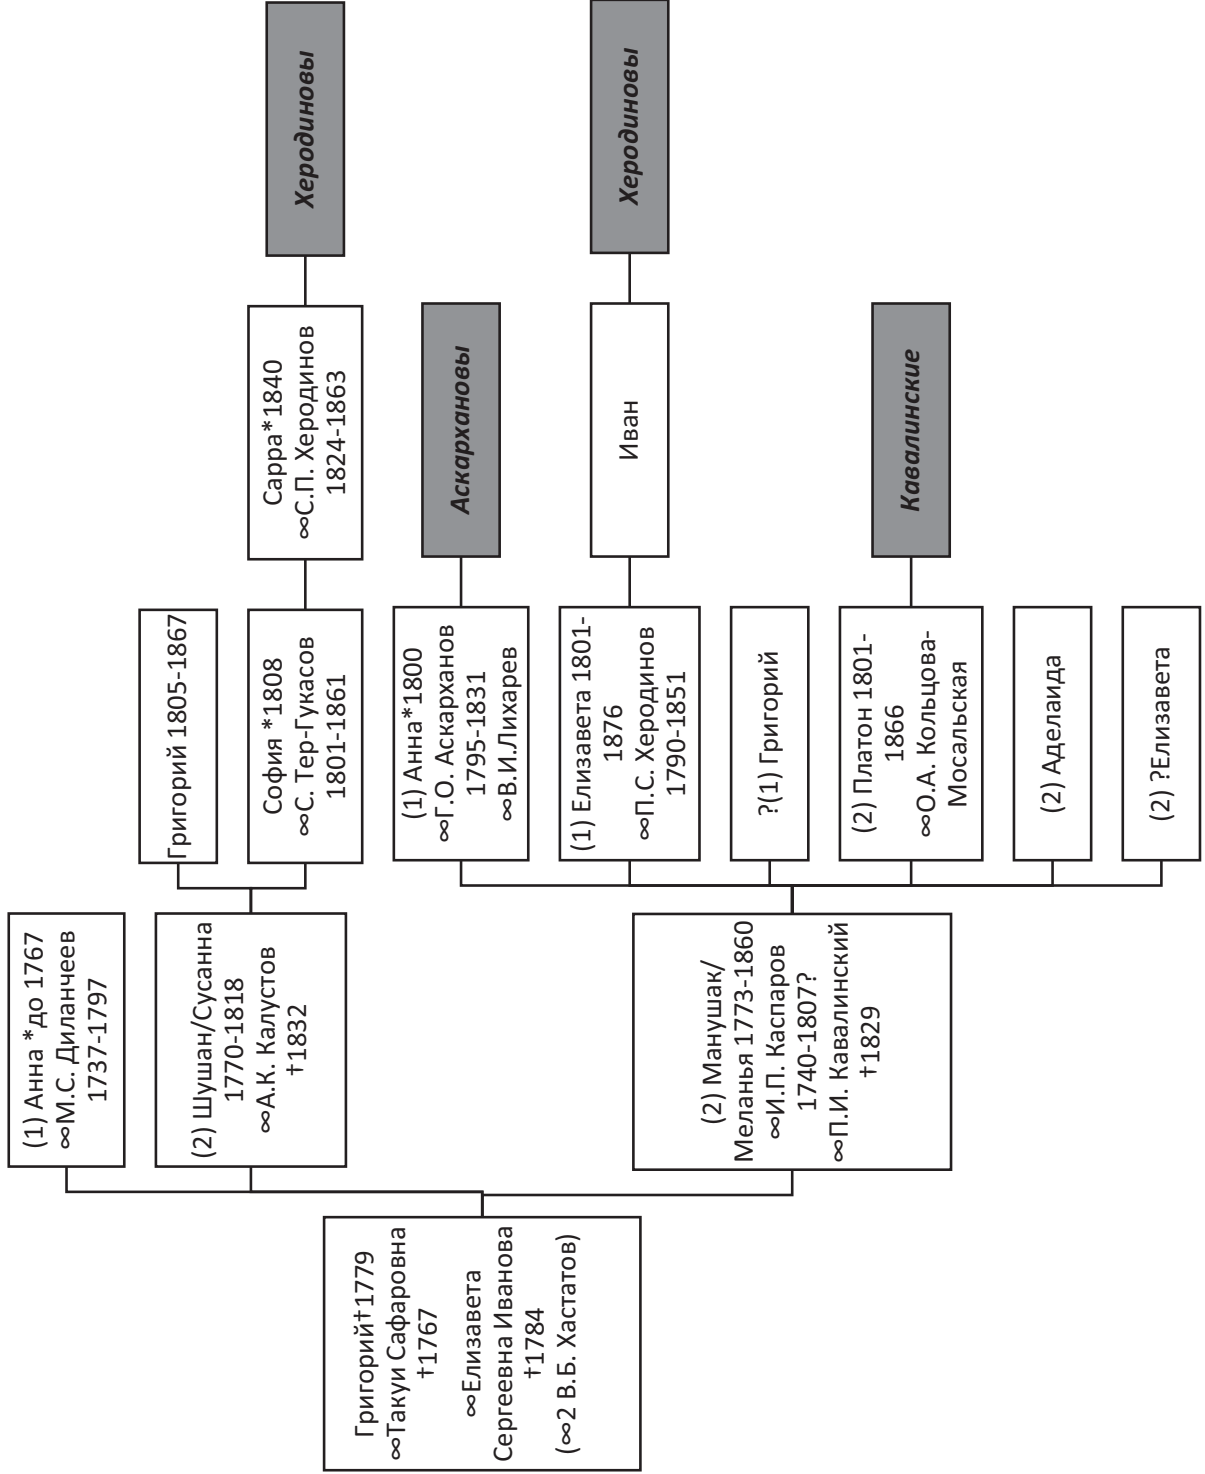 Григорий†1779
∞Такуи Сафаровна
†1767
∞Елизавета
Сергеевна Иванова
†1784
(∞2 В.Б. Хастатов)
(1) Анна *до 1767
∞М.С. Диланчеев
1737-1797
(2) Шушан/Сусанна
1770-1818
∞А.К. Калустов
†1832
(2) Манушак/
Меланья 1773-1860
∞И.П. Каспаров
1740-1807?
∞П.И. Кавалинский
†1829
Григорий 1805-1867
София *1808
∞С. Тер-Гукасов
1801-1861
(1) Анна*1800
∞Г.О. Аскарханов
1795-1831
∞В.И.Лихарев
(1) Елизавета 1801-
1876
∞П.С. Херодинов
1790-1851
?(1) Григорий
(2) Платон 1801-
1866
∞О.А. Кольцова-
Мосальская
(2) Аделаида
(2) ?Елизавета
Сарра*1840
∞С.П. Херодинов
1824-1863
Аскархановы
Иван
Кавалинские
Херодиновы
Херодиновы